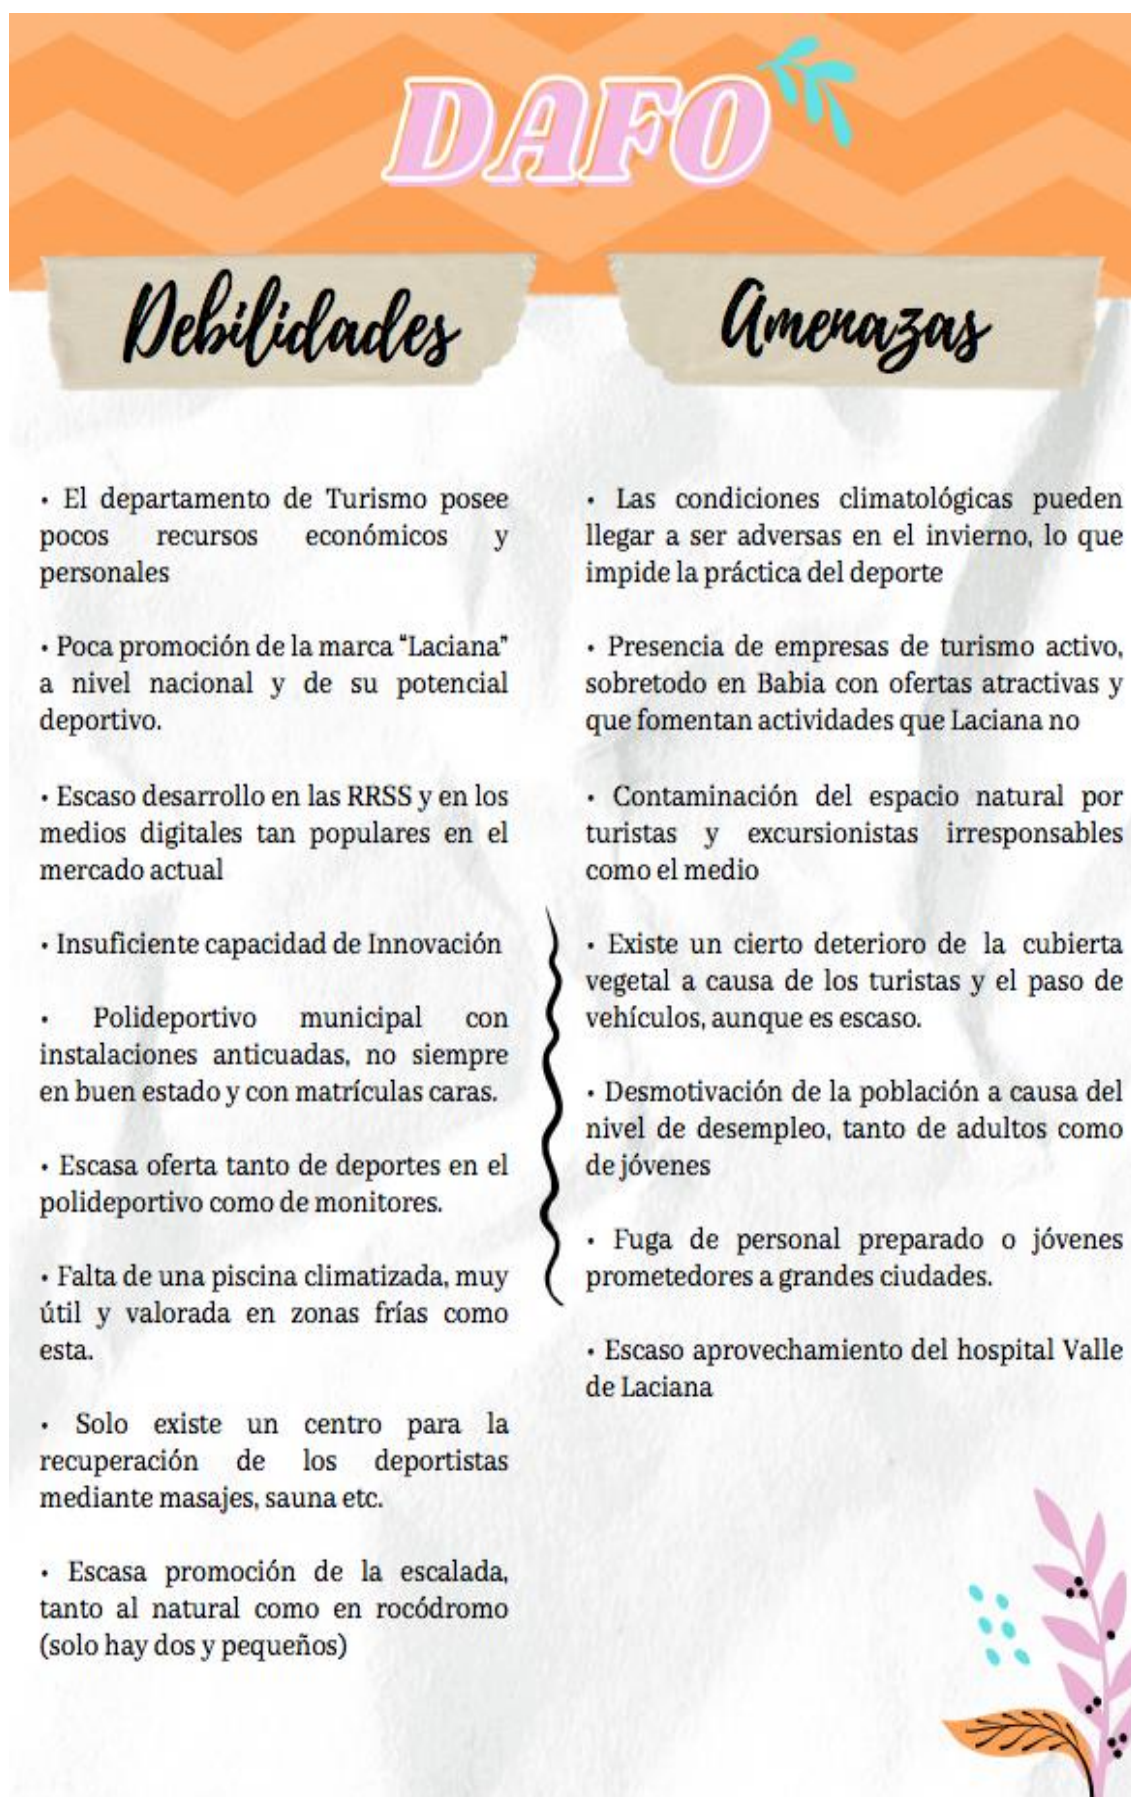 DAFO
Debilidades
• El departamento de Turismo posee
pocos recursos económicos y
personales
• Poca promoción de la marca “Laciana”
a nivel nacional y de su potencial
deportivo.
• Escaso desarrollo en las RRSS y en los
medios digitales tan populares en el
mercado actual
• Insuficiente capacidad de Innovación
• Polideportivo municipal con
instalaciones anticuadas, no siempre
en buen estado y con matrículas caras.
• Escasa oferta tanto de deportes en el
polideportivo como de monitores.
• Falta de una piscina climatizada, muy
útil y valorada en zonas frías como
esta.
• Solo existe un centro para la
recuperación de los deportistas
mediante masajes, sauna etc.
• Escasa promoción de la escalada,
tanto al natural como en rocódromo
(solo hay dos y pequeños)
Amenazas
• Las condiciones climatológicas pueden
llegar a ser adversas en el invierno, lo que
impide la práctica del deporte
• Presencia de empresas de turismo activo,
sobretodo en Babia con ofertas atractivas y
que fomentan actividades que Laciana no
• Contaminación del espacio natural por
turistas y excursionistas irresponsables
como el medio
• Existe un cierto deterioro de la cubierta
vegetal a causa de los turistas y el paso de
vehículos, aunque es escaso.
• Desmotivación de la población a causa del
nivel de desempleo, tanto de adultos como
de jóvenes
• Fuga de personal preparado o jóvenes
prometedores a grandes ciudades.
• Escaso aprovechamiento del hospital Valle
de Laciana